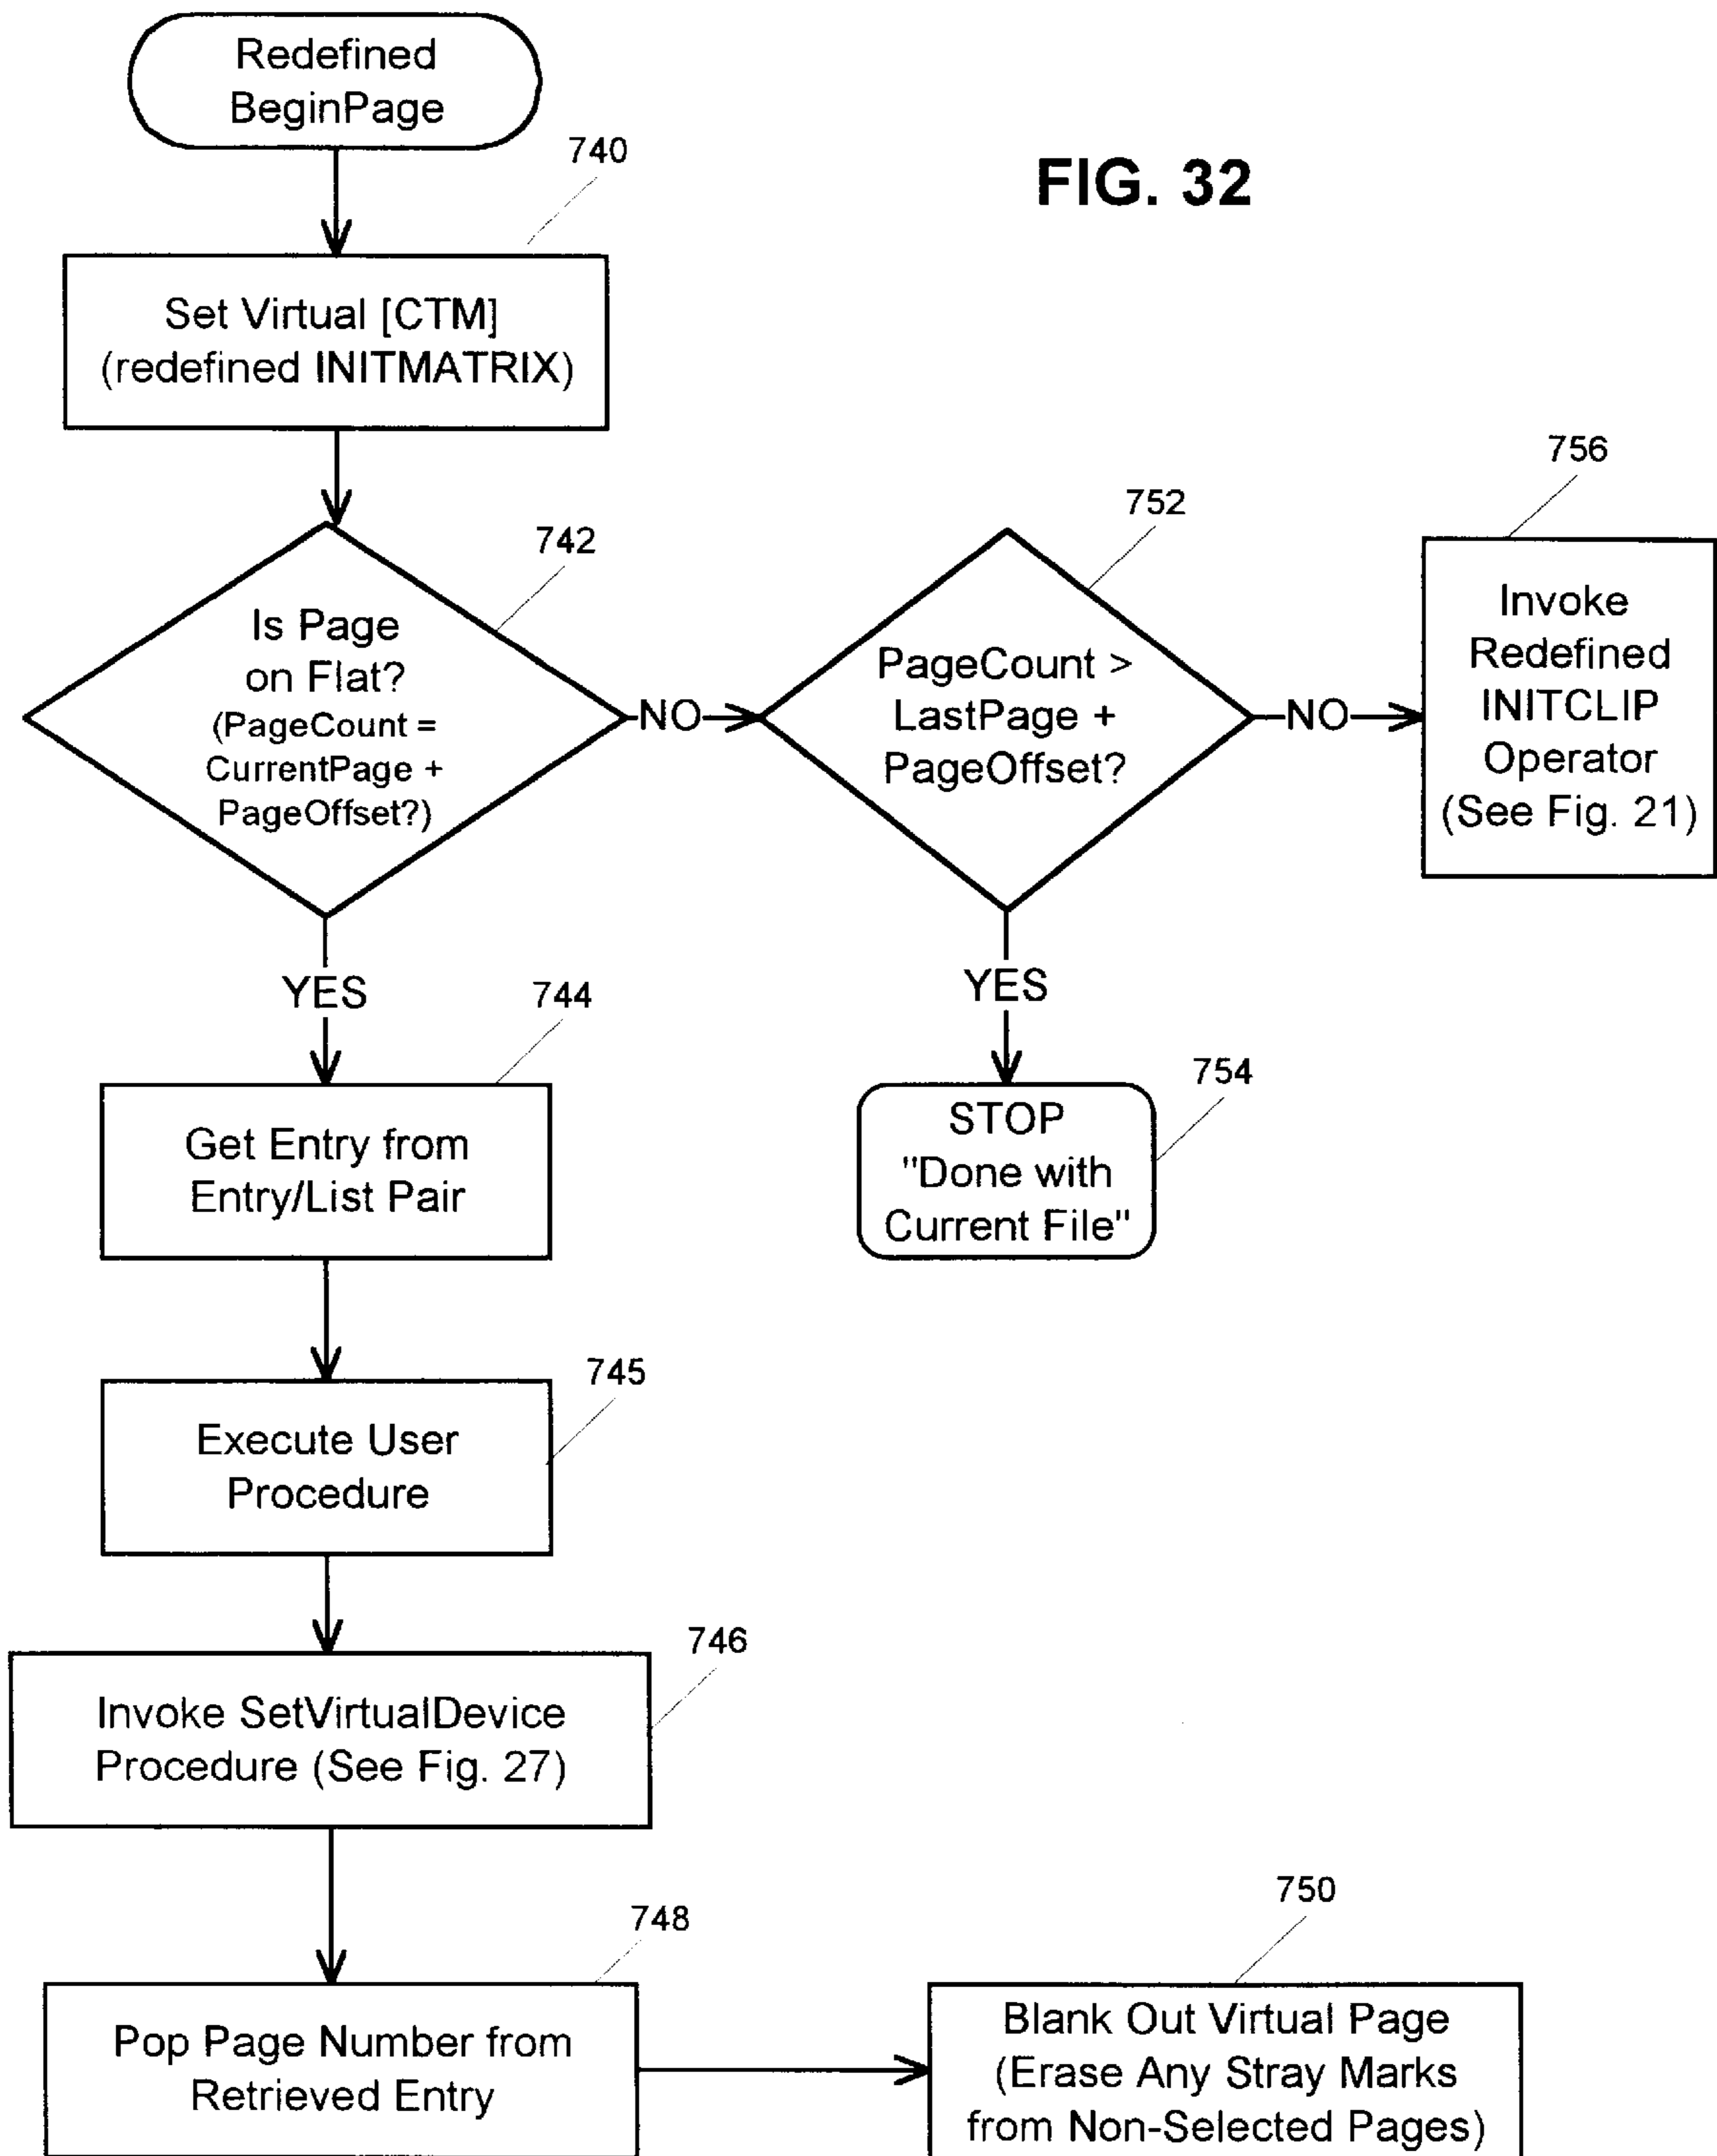 Redefined
BeginPage
FIG. 32
740
Set Virtual [CTM]
(redefined INITMATRIX)
742
Is Page
on Flat?
(PageCount =
CurrentPage +
PageOffset?)
NO
752
PageCount >
LastPage +
PageOffset?
NO
756
Invoke
Redefined
INITCLIP
Operator
(See Fig. 21)
YES
YES
744
Get Entry from
Entry/List Pair
754
STOP
"Done with
Current File"
745
Execute User
Procedure
746
Invoke SetVirtualDevice
Procedure (See Fig. 27)
748
Pop Page Number from
Retrieved Entry
750
Blank Out Virtual Page
(Erase Any Stray Marks
from Non-Selected Pages)